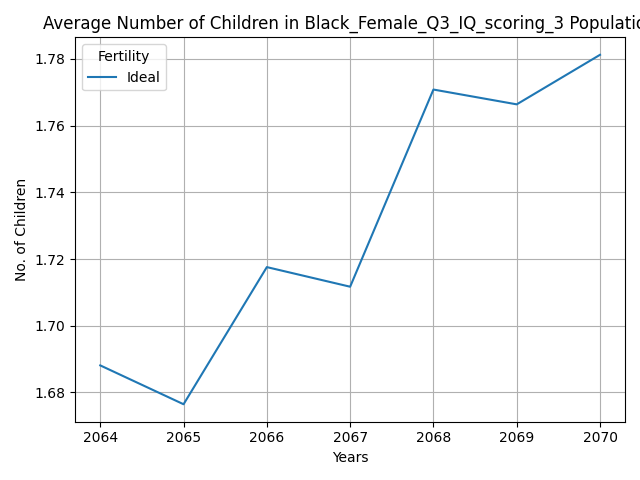 Average Number of Children in Black_Female_Q3_IQ_scoring_3 Populatio
Fertility
Ideal
No. of Children
1.78
1.76
1.74
1.72
1.70
1.68
2064 2065 2066 2067 2068 2069 2070
Years